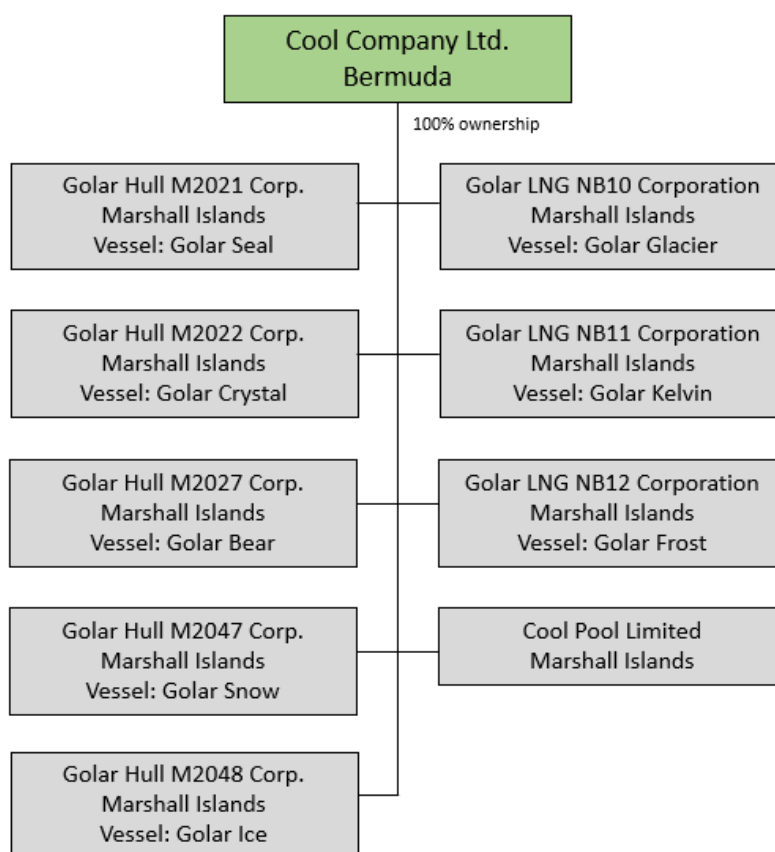 Cool Company Ltd.
Bermuda
100% ownership
Golar Hull M2021 Corp.
Marshall Islands
Vessel: Golar Seal
Golar LNG NB10 Corporation
Marshall Islands
Vessel: Golar Glacier
Golar Hull M2022 Corp.
Marshall Islands
Vessel: Golar Crystal
Golar LNG NB11 Corporation
Marshall Islands
Vessel: Golar Kelvin
Golar Hull M2027 Corp.
Marshall Islands
Vessel: Golar Bear
Golar LNG NB12 Corporation
Marshall Islands
Vessel: Golar Frost
Golar Hull M2047 Corp.
Marshall Islands
Vessel: Golar Snow
Cool Pool Limited
Marshall Islands
Golar Hull M2048 Corp.
Marshall Islands
Vessel: Golar Ice